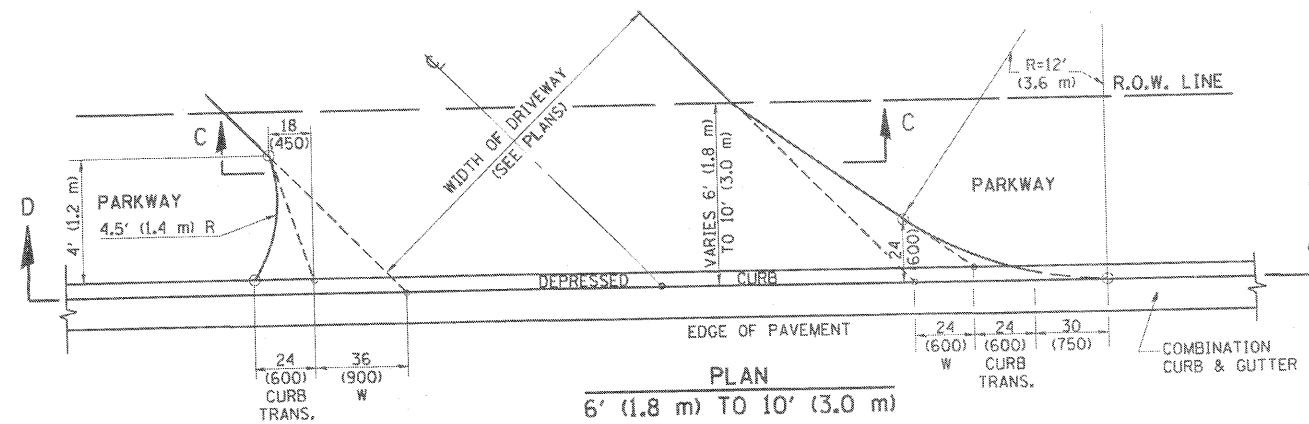 R=12'
(3.6 m)
R.O.W. LINE
℄
WIDTH OF DRIVEWAY
(SEE PLANS)
C
18
(450)
C
D
4' (1.2 m)
PARKWAY
4.5' (1.4 m) R
VARIES 6' (1.8 m)
TO 10' (3.0 m)
PARKWAY
24
(600)
DEPRESSED CURB
EDGE OF PAVEMENT
24
(600)
CURB
TRANS.
36
(900)
W
24
(600)
W
24
(600)
CURB
TRANS.
30
(750)
COMBINATION
CURB & GUTTER
PLAN
6' (1.8 m) TO 10' (3.0 m)